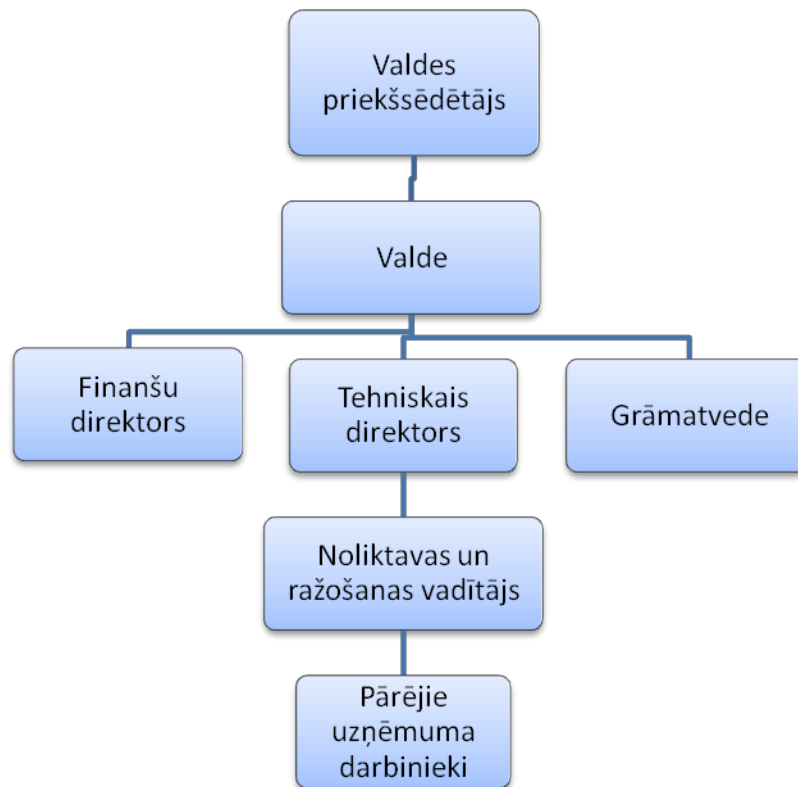 Valdes
priekšsēdētājs
Valde
Finanšu
direktors
Tehniskais
direktors
Grāmatvede
Noliktavas un
ražošanas vadītājs
Pārējie
uzņēmuma
darbinieki